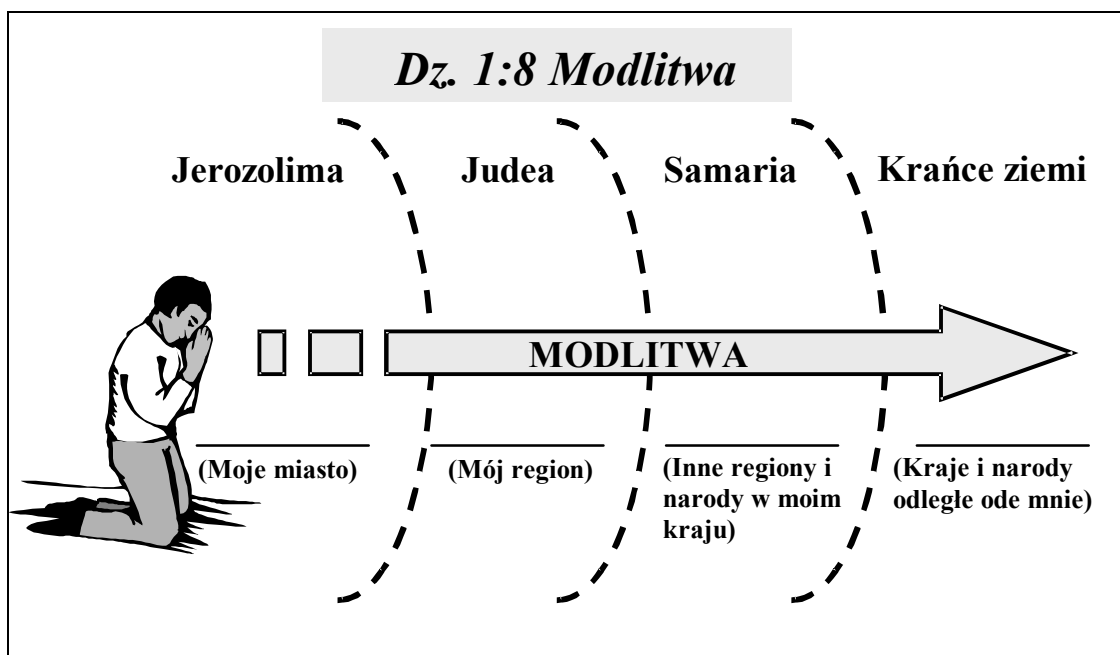 Dz. 1:8 Modlitwa
Jerozolima
Judea
Samaria
Krańce ziemi
MODLITWA
(Moje miasto)
(Mój region)
(Inne regiony i
narody w moim
kraju)
(Kraje i narody
odległe ode mnie)